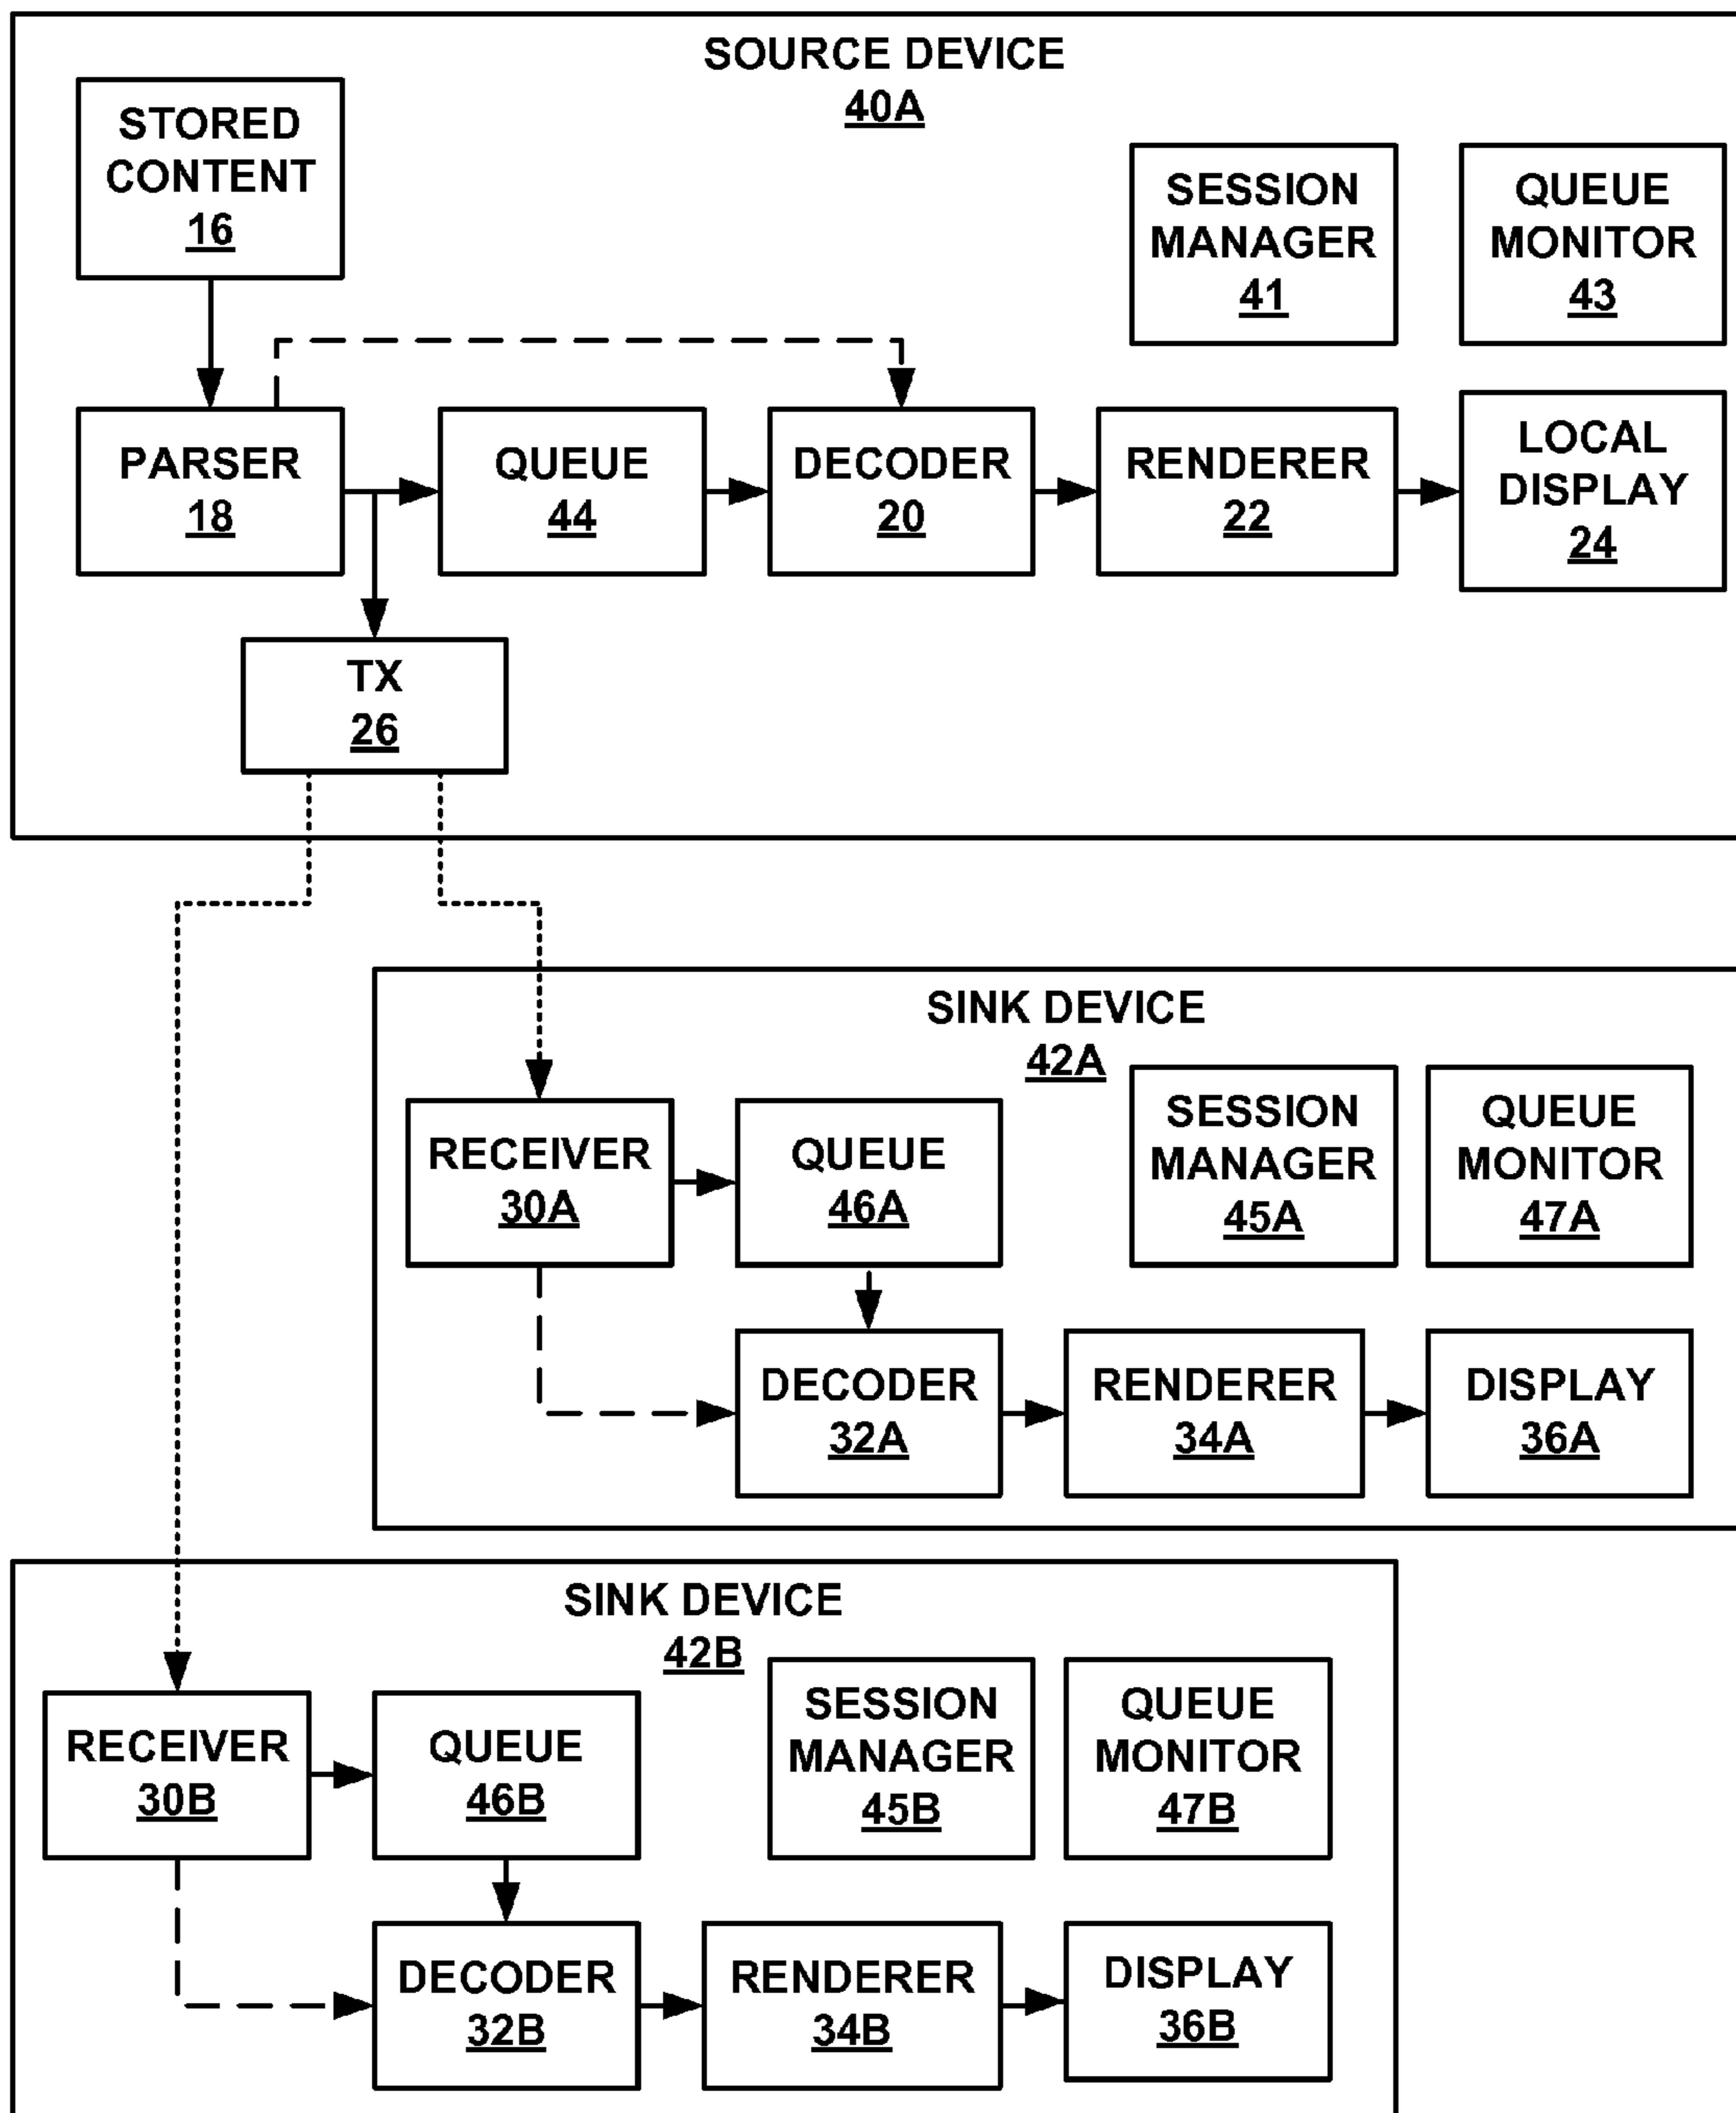 SOURCE DEVICE
40A
STORED
CONTENT
16
SESSION
MANAGER
41
QUEUE
MONITOR
43
PARSER
18
QUEUE
44
DECODER
20
RENDERER
22
LOCAL
DISPLAY
24
TX
26
SINK DEVICE
42A
RECEIVER
30A
QUEUE
46A
SESSION
MANAGER
45A
QUEUE
MONITOR
47A
DECODER
32A
RENDERER
34A
DISPLAY
36A
SINK DEVICE
42B
RECEIVER
30B
QUEUE
46B
SESSION
MANAGER
45B
QUEUE
MONITOR
47B
DECODER
32B
RENDERER
34B
DISPLAY
36B